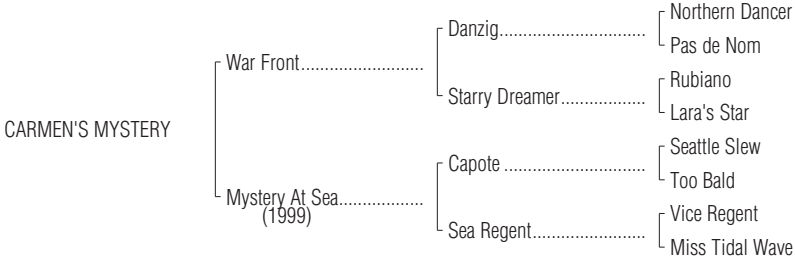 Northern Dancer
Danzig..............................
Pas de Nom
War Front.........................
Rubiano
Starry Dreamer..................
Lara's Star
CARMEN'S MYSTERY
Seattle Slew
Capote ..............................
Too Bald
Mystery At Sea.................
(1999)
Vice Regent
Sea Regent........................
Miss Tidal Wave